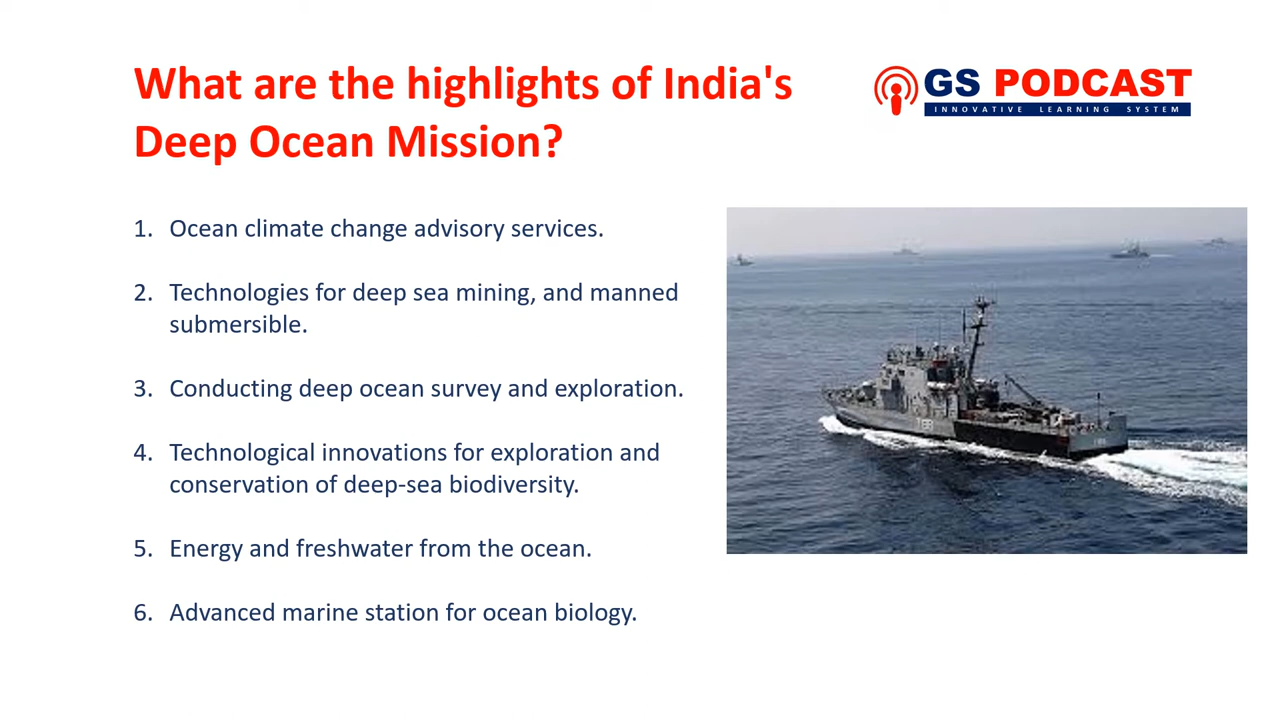 What are the highlights of India's
Deep Ocean Mission?
GS PODCAST
INNOVATIVE LEARNING SYSTEM
1. Ocean climate change advisory services.
2. Technologies for deep sea mining, and manned
submersible.
3. Conducting deep ocean survey and exploration.
4. Technological innovations for exploration and
conservation of deep-sea biodiversity.
5. Energy and freshwater from the ocean.
6. Advanced marine station for ocean biology.